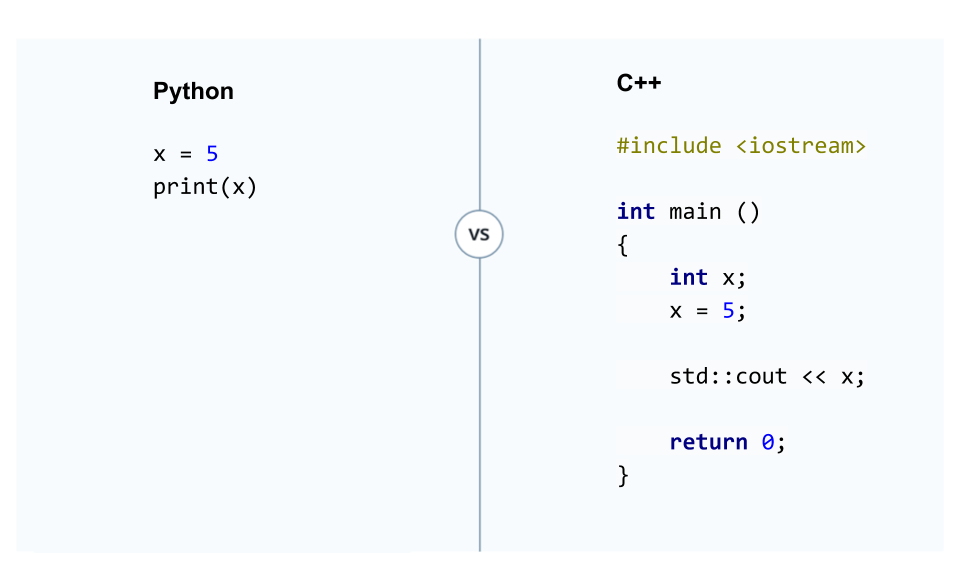 Python
x = 5
print(x)
VS
C++
#include <iostream>
int main ()
{
    int x;
    x = 5;
    std::cout << x;
    return 0;
}